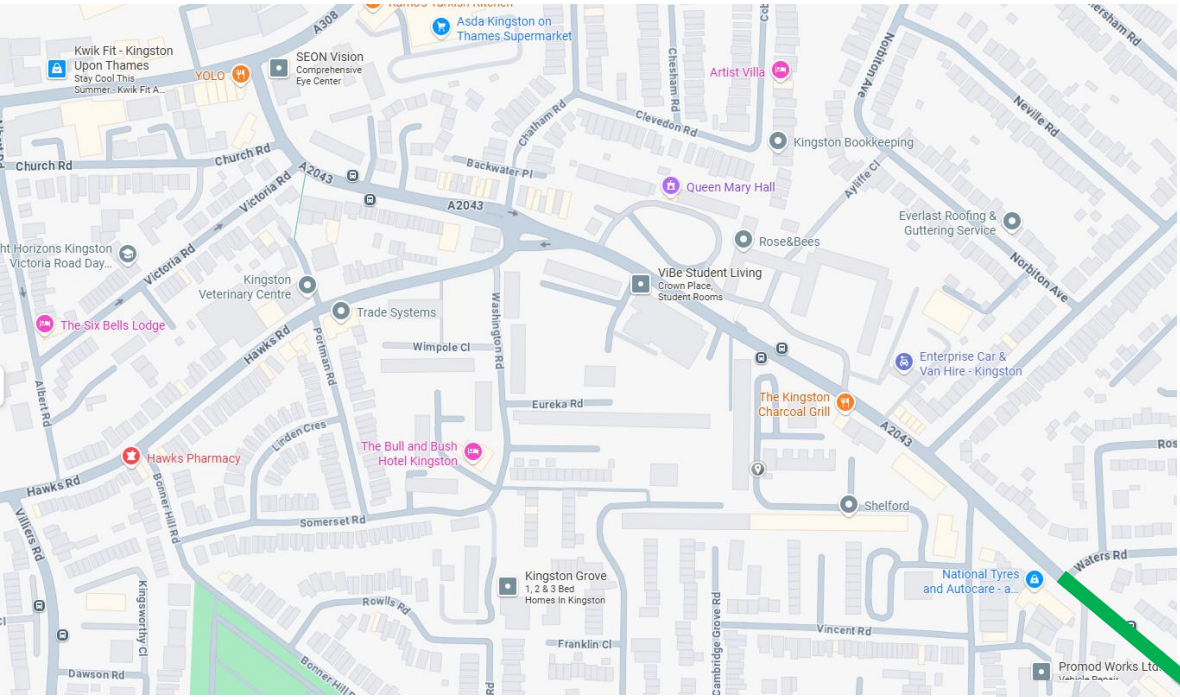 A308
Asda Kingston on
Thames Supermarket
Kwik Fit - Kingston
Upon Thames
Stay Cool This
Summer - Kwik Fit A...
YOLO
SEON Vision
Comprehensive
Eye Center
Chesham Rd
Artist Villa
Norbiton Ave
Neville Rd
Chatham Rd
Clevedon Rd
Kingston Bookkeeping
Church Rd
Church Rd
A2043
Victoria Rd
Backwater Pl
A2043
Queen Mary Hall
Ayliffe Cl
Everlast Roofing &
Guttering Service
Rose&Bees
Victoria Road Day...
Victoria Rd
Kingston
Veterinary Centre
ViBe Student Living
Crown Place,
Student Rooms
Norbiton Ave
Washington Rd
The Six Bells Lodge
Trade Systems
Hawks Rd
Portman Rd
Wimpole Cl
Enterprise Car &
Van Hire - Kingston
Albert Rd
Eureka Rd
The Kingston
Charcoal Grill
A2043
Linden Cres
The Bull and Bush
Hotel Kingston
Hawks Pharmacy
Hawks Rd
Bonner Hill Rd
Villiers Rd
Somerset Rd
Shelford
Waters Rd
National Tyres
and Autocare - a...
Kingston Grove
1, 2 & 3 Bed
Homes in Kingston
Kingsworthy Cl
Rowlls Rd
Cambridge Grove Rd
Vincent Rd
Franklin Cl
Dawson Rd
Bonner Hill
Promod Works Ltd
Vehicle Repair